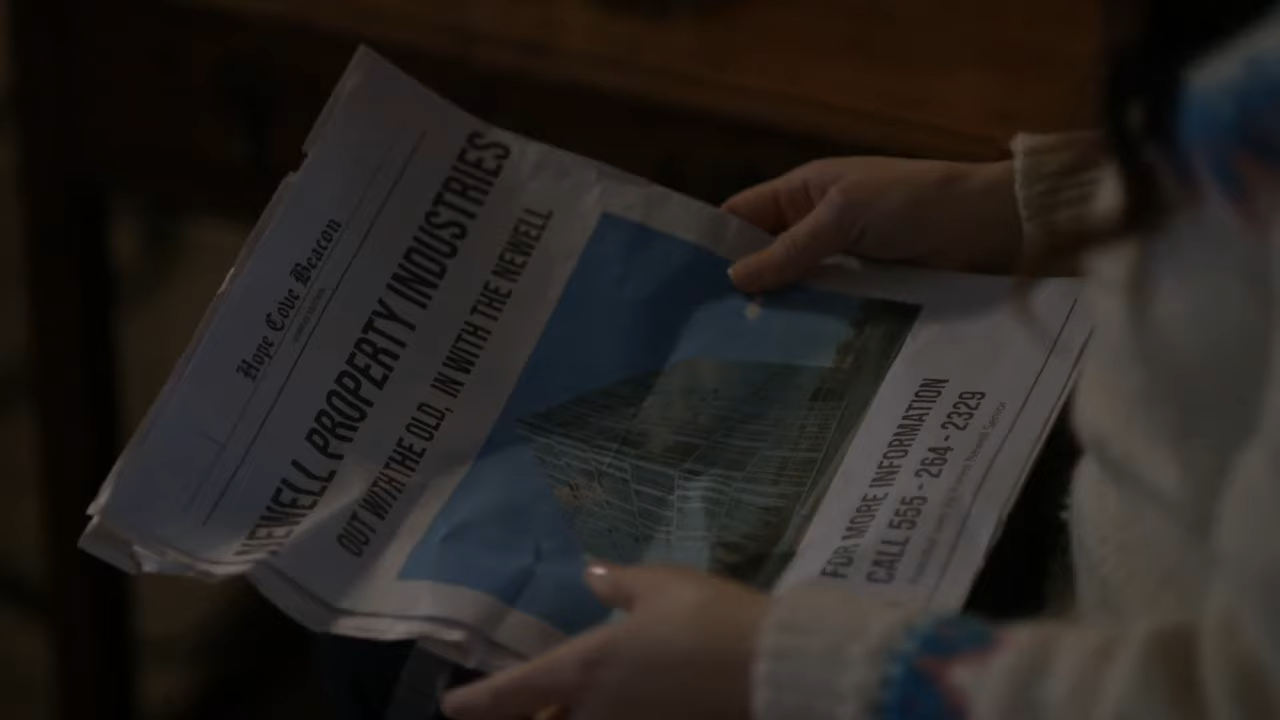 Hope Cove Beacon
NEWELL PROPERTY INDUSTRIES
OUT WITH THE OLD, IN WITH THE NEWELL
FOR MORE INFORMATION
CALL 555 - 264 - 2329